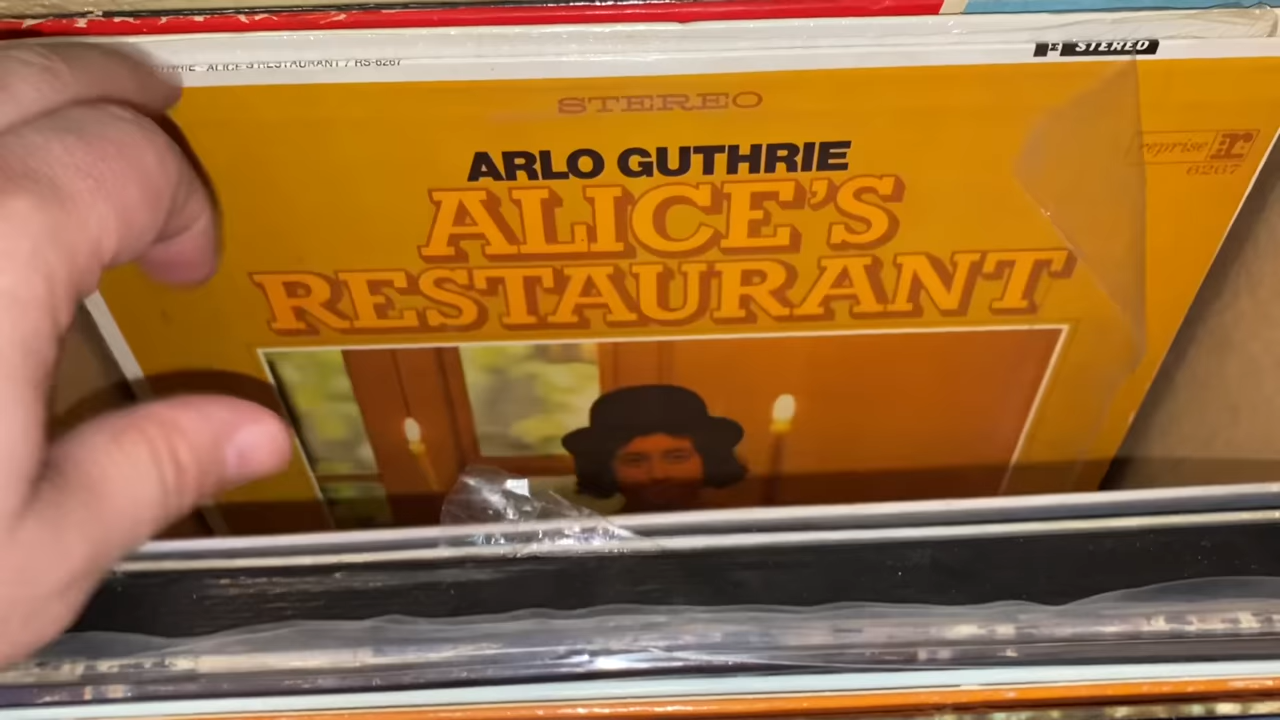 STEREO
ALICE'S RESTAURANT / RS-6267
STEREO
ARLO GUTHRIE
ALICE'S
RESTAURANT
reprise r:
6267